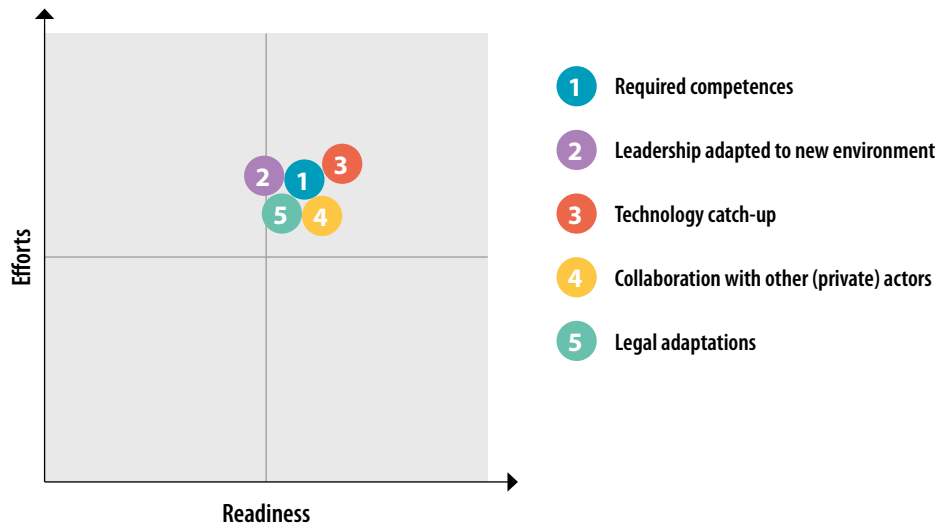 Efforts
2
1
3
5
4
Readiness
1 Required competences
2 Leadership adapted to new environment
3 Technology catch-up
4 Collaboration with other (private) actors
5 Legal adaptations